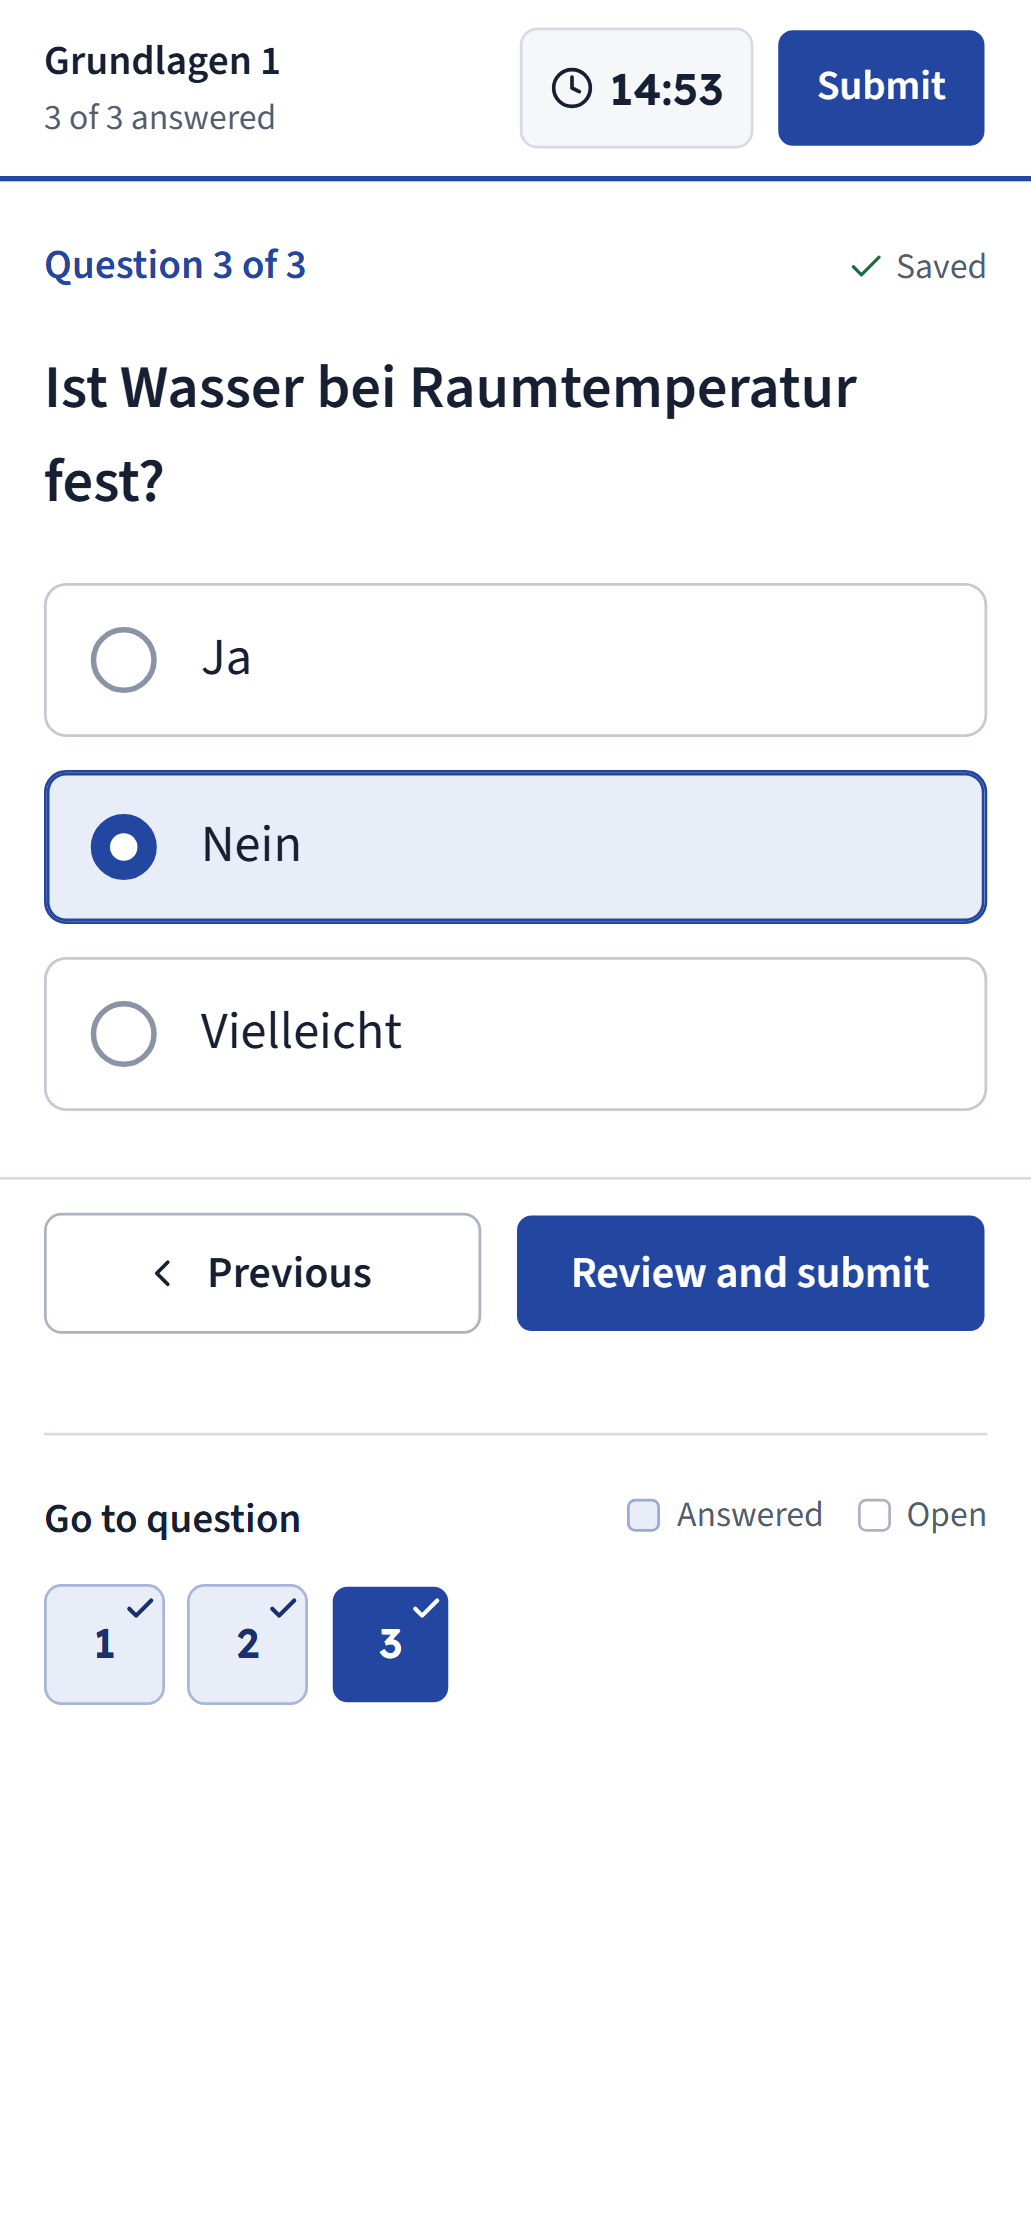 Grundlagen 1
3 of 3 answered
14:53
Submit
Question 3 of 3
Saved
Ist Wasser bei Raumtemperatur
fest?
Ja
Nein
Vielleicht
Previous
Review and submit
Go to question
Answered
Open
1
2
3